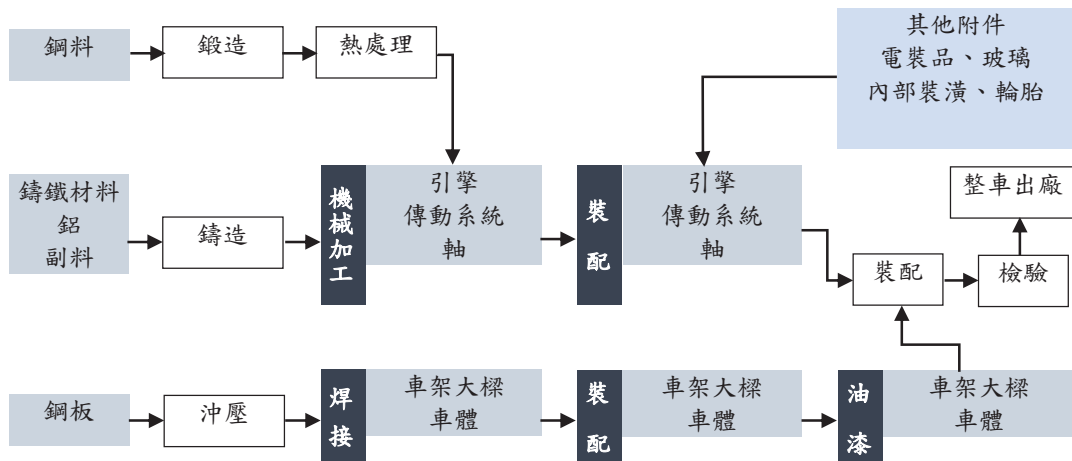 鋼料
鍛造
熱處理
其他附件
電裝品、玻璃
內部裝潢、輪胎
鑄鐵材料
鋁
副料
鑄造
機械加工
引擎
傳動系統
軸
裝配
引擎
傳動系統
軸
整車出廠
裝配
檢驗
鋼板
沖壓
焊接
車架大樑
車體
裝配
車架大樑
車體
油漆
車架大樑
車體